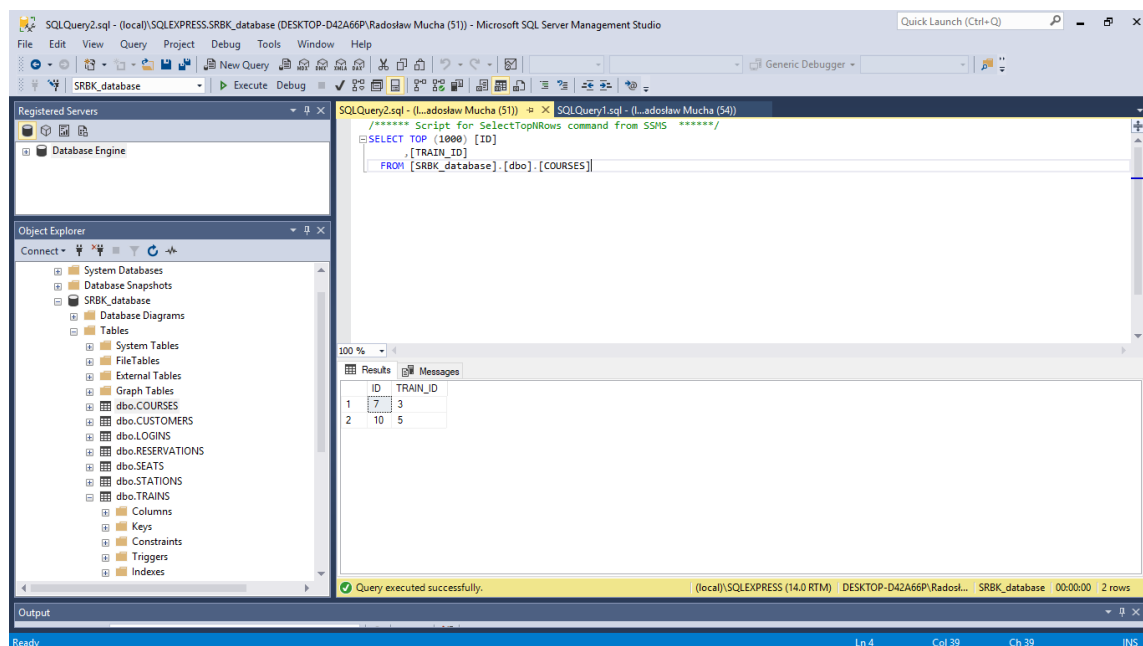 SQLQuery2.sql - (local)\SQLEXPRESS.SRBK_database (DESKTOP-D42A66P\Radosław Mucha (51)) - Microsoft SQL Server Management Studio
Quick Launch (Ctrl+Q)
File Edit View Query Project Debug Tools Window Help
New Query
Generic Debugger
SRBK_database
Execute Debug
Registered Servers
Database Engine
Object Explorer
Connect
System Databases
Database Snapshots
SRBK_database
Database Diagrams
Tables
System Tables
FileTables
External Tables
Graph Tables
dbo.COURSES
dbo.CUSTOMERS
dbo.LOGINS
dbo.RESERVATIONS
dbo.SEATS
dbo.STATIONS
dbo.TRAINS
Columns
Keys
Constraints
Triggers
Indexes
SQLQuery2.sql - (l...adosław Mucha (51)) SQLQuery1.sql - (l...adosław Mucha (54))
/****** Script for SelectTopNRows command from SSMS ******/
SELECT TOP (1000) [ID]
,[TRAIN_ID]
FROM [SRBK_database].[dbo].[COURSES]
100 %
Results Messages
ID TRAIN_ID
1 7 3
2 10 5
Query executed successfully. (local)\SQLEXPRESS (14.0 RTM) DESKTOP-D42A66P\Radosł... SRBK_database 00:00:00 2 rows
Output
Ready Ln 4 Col 39 Ch 39 INS